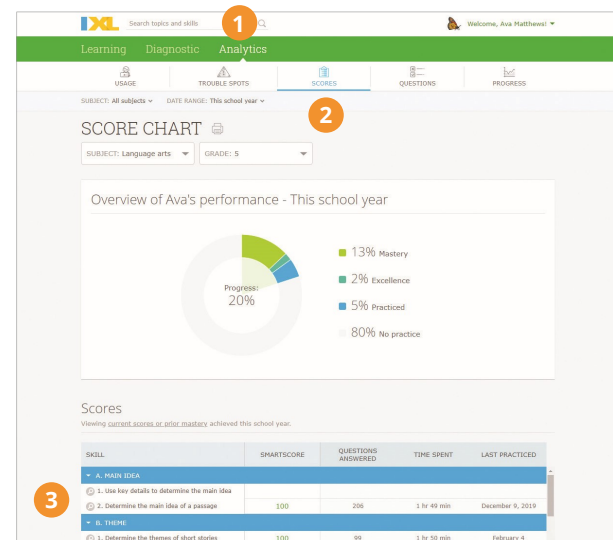 IXL
Search topics and skills
1
Welcome, Ava Matthews!
Learning Diagnostic Analytics
USAGE TROUBLE SPOTS SCORES QUESTIONS PROGRESS
SUBJECT: All subjects DATE RANGE: This school year
2
SCORE CHART
SUBJECT: Language arts GRADE: 5
Overview of Ava's performance - This school year
Progress:
20%
13% Mastery
2% Excellence
5% Practiced
80% No practice
Scores
Viewing current scores or prior mastery achieved this school year.
SKILL SMARTSCORE QUESTIONS ANSWERED TIME SPENT LAST PRACTICED
A. MAIN IDEA
3
1. Use key details to determine the main idea
2. Determine the main idea of a passage 100 206 1 hr 49 min December 9, 2019
B. THEME
1. Determine the themes of short stories 100 99 1 hr 50 min February 4